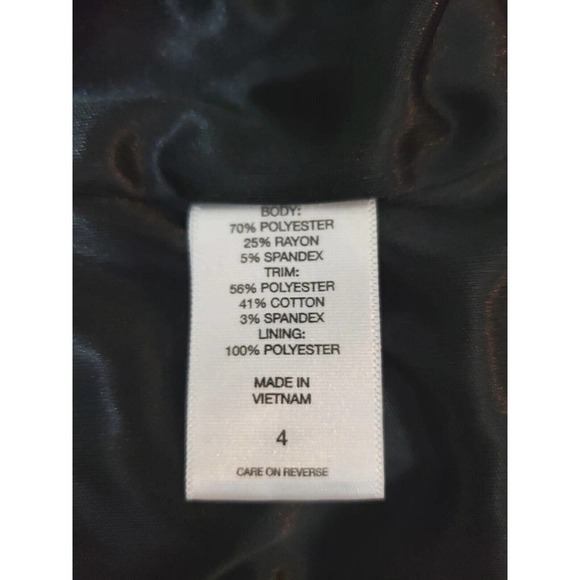 BODY:
70% POLYESTER
25% RAYON
5% SPANDEX
TRIM:
56% POLYESTER
41% COTTON
3% SPANDEX
LINING:
100% POLYESTER
MADE IN
VIETNAM
4
CARE ON REVERSE